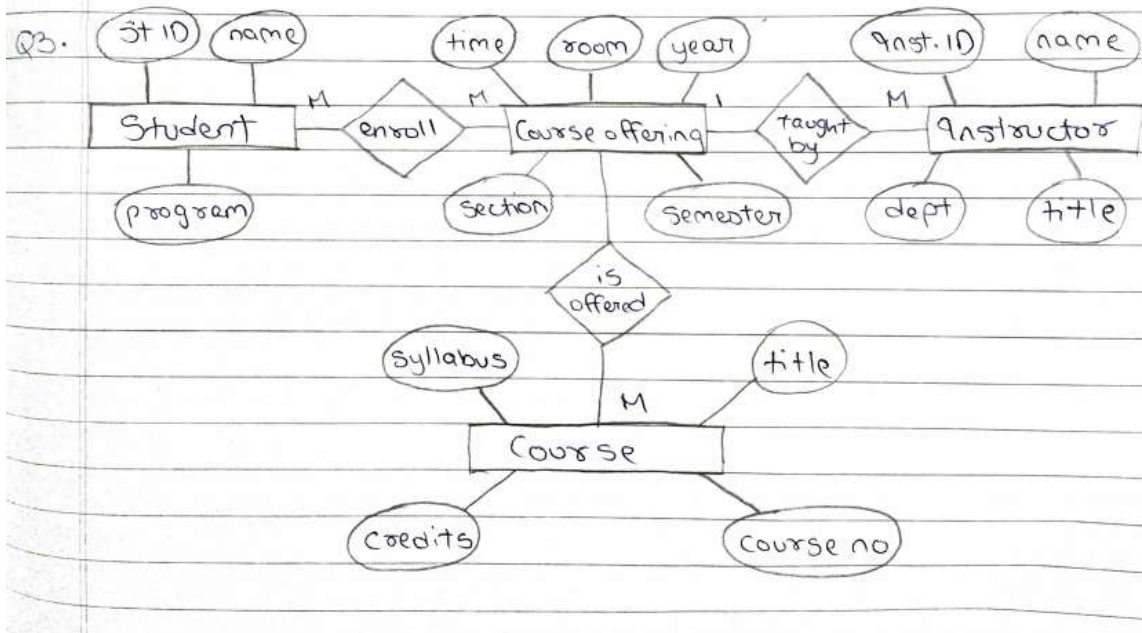 Q3.
st ID name time room year Inst. ID name
M M 1 M
Student enroll Course offering taught by Instructor
program section semester dept title
is
offered
syllabus title
M
Course
credits course no